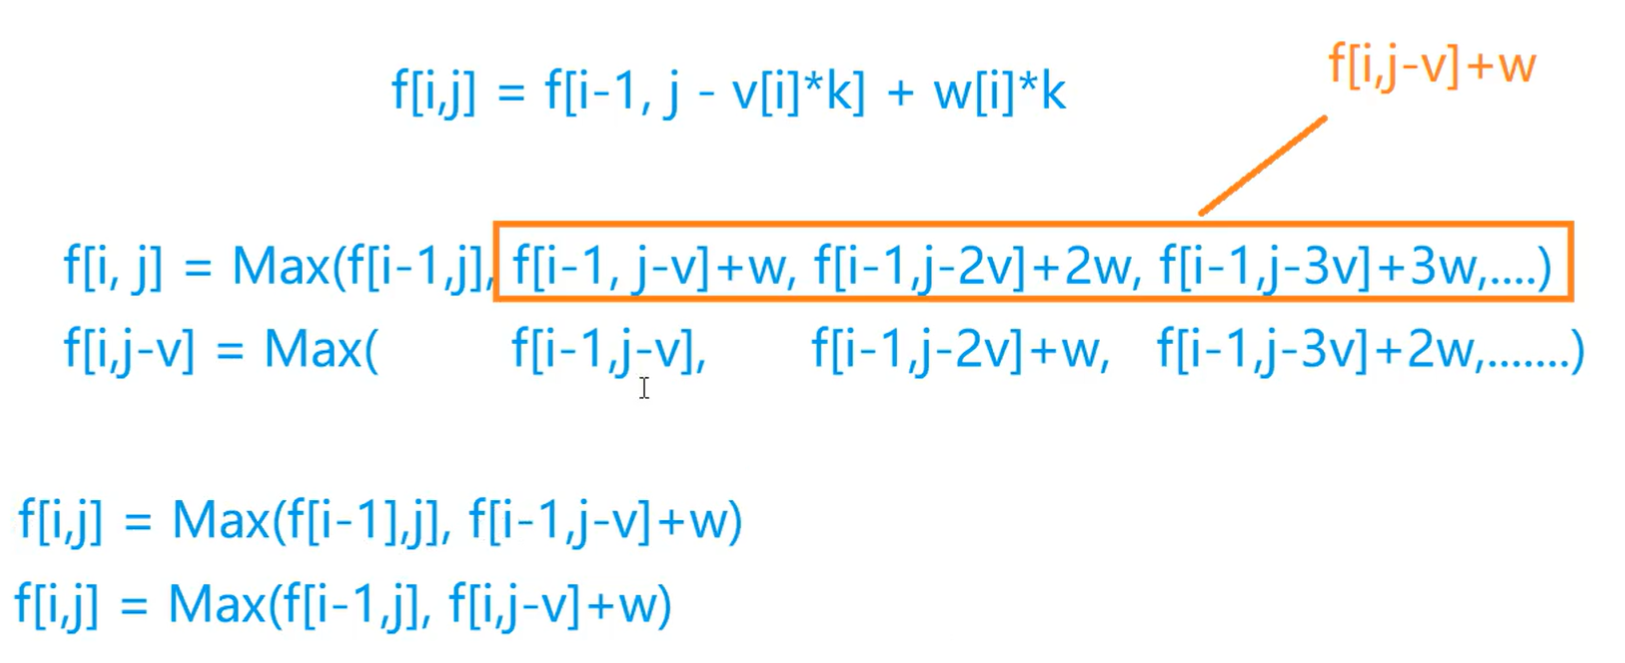 f[i,j-v]+w
f[i,j] = f[i-1, j - v[i]*k] + w[i]*k
f[i, j] = Max(f[i-1,j], f[i-1, j-v]+w, f[i-1,j-2v]+2w, f[i-1,j-3v]+3w,....)
f[i,j-v] = Max( f[i-1,j-v], f[i-1,j-2v]+w, f[i-1,j-3v]+2w,.......)
f[i,j] = Max(f[i-1],j], f[i-1,j-v]+w)
f[i,j] = Max(f[i-1,j], f[i,j-v]+w)